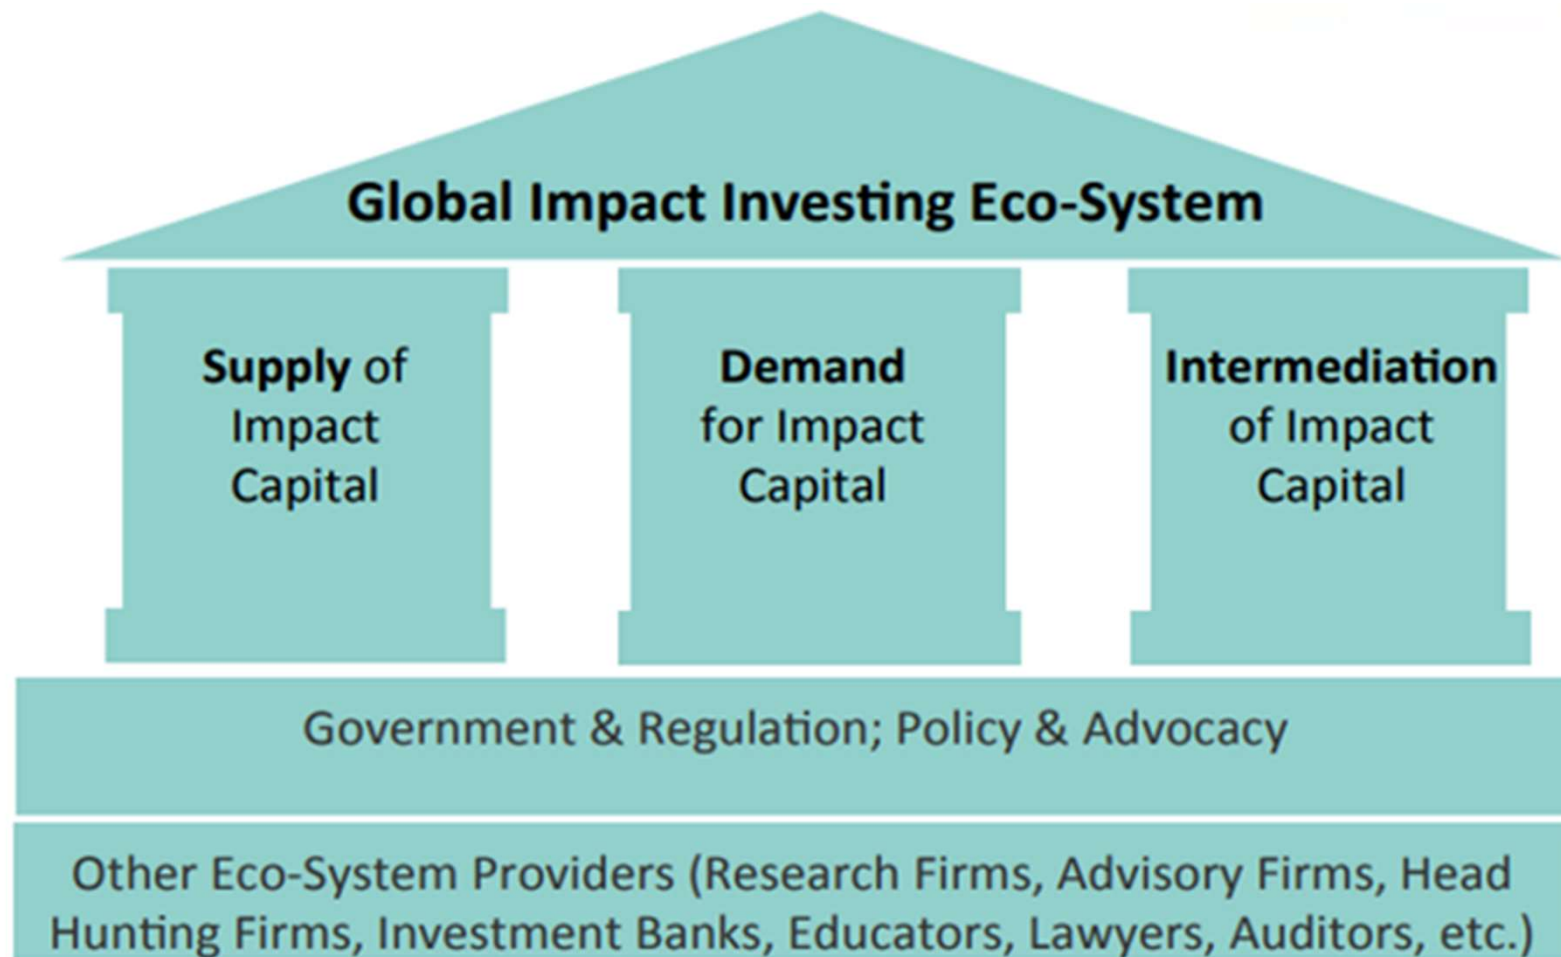 Global Impact Investing Eco-System
Supply of
Impact
Capital
Demand
for Impact
Capital
Intermediation
of Impact
Capital
Government & Regulation; Policy & Advocacy
Other Eco-System Providers (Research Firms, Advisory Firms, Head
Hunting Firms, Investment Banks, Educators, Lawyers, Auditors, etc.)